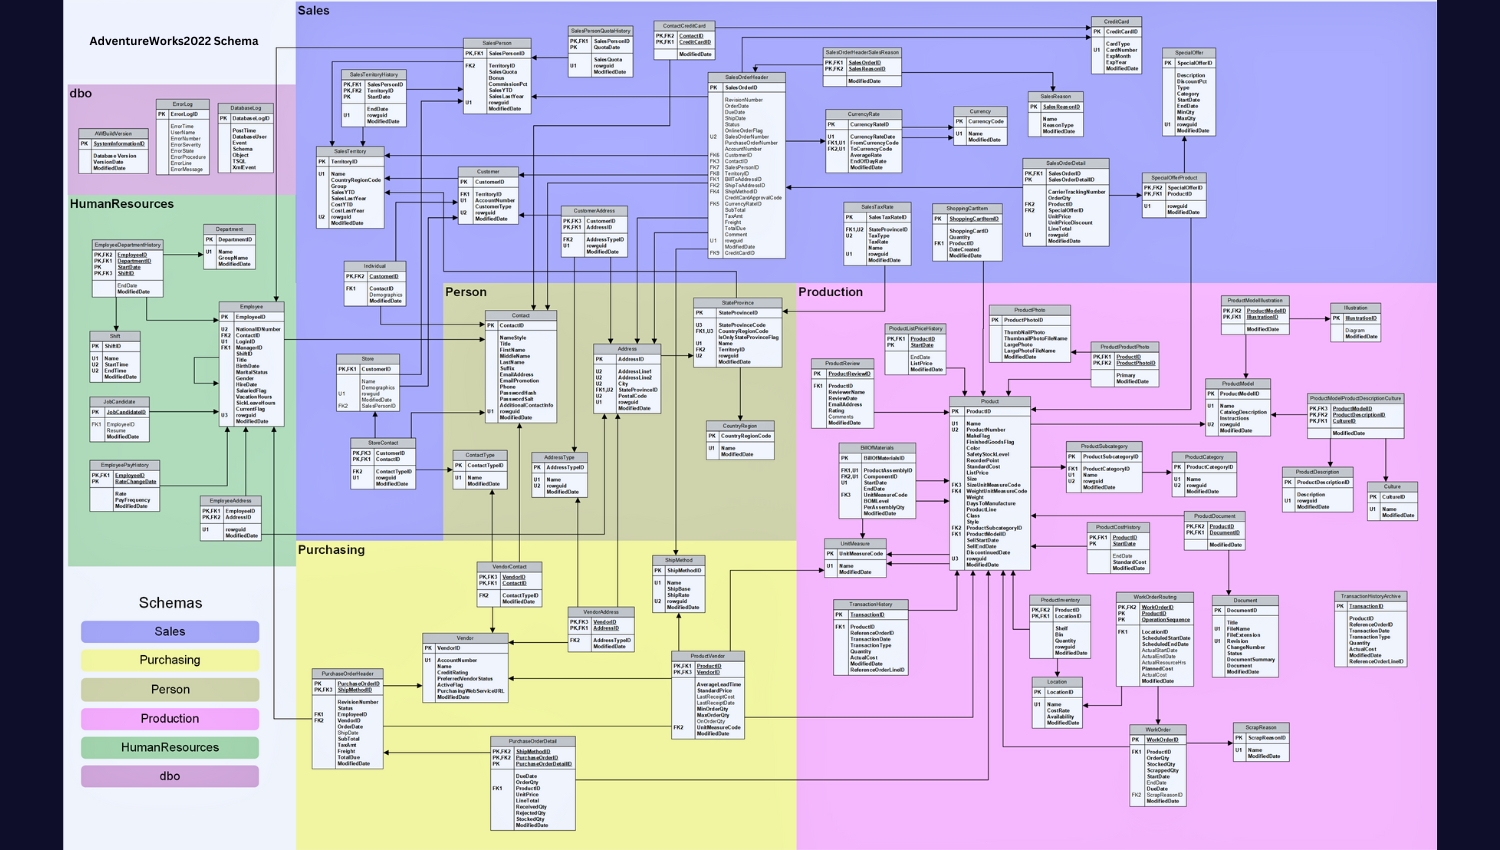 AdventureWorks2022 Schema
dbo
AWBuildVersion
PK SystemInformationID
Database Version
VersionDate
ModifiedDate
ErrorLog
PK ErrorLogID
ErrorTime
UserName
ErrorNumber
ErrorSeverity
ErrorState
ErrorProcedure
ErrorLine
ErrorMessage
DatabaseLog
PK DatabaseLogID
PostTime
DatabaseUser
Event
Schema
Object
TSQL
XmlEvent
HumanResources
EmployeeDepartmentHistory
PK,FK2 EmployeeID
PK,FK1 DepartmentID
PK StartDate
PK,FK3 ShiftID
EndDate
ModifiedDate
Department
PK DepartmentID
U1 Name
GroupName
ModifiedDate
Shift
PK ShiftID
U1 Name
U2 StartTime
U2 EndTime
ModifiedDate
Employee
PK EmployeeID
U2 NationalIDNumber
FK2 ContactID
U1 LoginID
FK1 ManagerID
ShiftID
Title
BirthDate
MaritalStatus
Gender
HireDate
SalariedFlag
VacationHours
SickLeaveHours
CurrentFlag
U3 rowguid
ModifiedDate
JobCandidate
PK JobCandidateID
FK1 EmployeeID
Resume
ModifiedDate
EmployeePayHistory
PK,FK1 EmployeeID
PK RateChangeDate
Rate
PayFrequency
ModifiedDate
EmployeeAddress
PK,FK1 EmployeeID
PK,FK2 AddressID
U1 rowguid
ModifiedDate
Schemas
Sales
Purchasing
Person
Production
HumanResources
dbo
Sales
SalesPerson
PK,FK1 SalesPersonID
FK2 TerritoryID
SalesQuota
Bonus
CommissionPct
SalesYTD
SalesLastYear
U1 rowguid
ModifiedDate
SalesPersonQuotaHistory
PK,FK1 SalesPersonID
PK QuotaDate
SalesQuota
U1 rowguid
ModifiedDate
ContactCreditCard
PK,FK2 ContactID
PK,FK1 CreditCardID
ModifiedDate
SalesTerritoryHistory
PK,FK1 SalesPersonID
PK,FK2 TerritoryID
PK StartDate
EndDate
U1 rowguid
ModifiedDate
SalesOrderHeader
PK SalesOrderID
RevisionNumber
OrderDate
DueDate
ShipDate
Status
OnlineOrderFlag
U2 SalesOrderNumber
PurchaseOrderNumber
AccountNumber
CustomerID
ContactID
SalesPersonID
TerritoryID
BillToAddressID
ShipToAddressID
ShipMethodID
CreditCardApprovalCode
FK5 CurrencyRateID
SubTotal
TaxAmt
Freight
TotalDue
Comment
U1 rowguid
ModifiedDate
FK9 CreditCardID
SalesOrderHeaderSalesReason
PK,FK1 SalesOrderID
PK,FK2 SalesReasonID
ModifiedDate
CreditCard
PK CreditCardID
CardType
U1 CardNumber
ExpMonth
ExpYear
ModifiedDate
SpecialOffer
PK SpecialOfferID
Description
DiscountPct
Type
Category
StartDate
EndDate
MinQty
MaxQty
U1 rowguid
ModifiedDate
SalesReason
PK SalesReasonID
Name
ReasonType
ModifiedDate
CurrencyRate
PK CurrencyRateID
U1 CurrencyRateDate
FK1,U1 FromCurrencyCode
FK2,U1 ToCurrencyCode
AverageRate
EndOfDayRate
ModifiedDate
Currency
PK CurrencyCode
U1 Name
ModifiedDate
SalesTerritory
PK TerritoryID
U1 Name
CountryRegionCode
Group
SalesYTD
SalesLastYear
CostYTD
CostLastYear
U2 rowguid
ModifiedDate
Customer
PK CustomerID
FK1 TerritoryID
U1 AccountNumber
CustomerType
U2 rowguid
ModifiedDate
CustomerAddress
PK,FK3 CustomerID
PK,FK1 AddressID
FK2 AddressTypeID
U1 rowguid
ModifiedDate
SalesOrderDetail
PK,FK1 SalesOrderID
PK SalesOrderDetailID
CarrierTrackingNumber
OrderQty
FK2 ProductID
FK2 SpecialOfferID
UnitPrice
UnitPriceDiscount
LineTotal
U1 rowguid
ModifiedDate
SpecialOfferProduct
PK,FK2 SpecialOfferID
PK,FK1 ProductID
U1 rowguid
ModifiedDate
SalesTaxRate
PK SalesTaxRateID
FK1,U2 StateProvinceID
U2 TaxType
TaxRate
Name
U1 rowguid
ModifiedDate
ShoppingCartItem
PK ShoppingCartItemID
ShoppingCartID
Quantity
FK1 ProductID
DateCreated
ModifiedDate
Individual
PK,FK2 CustomerID
FK1 ContactID
Demographics
ModifiedDate
Store
PK,FK1 CustomerID
Name
Demographics
U1 rowguid
ModifiedDate
FK2 SalesPersonID
StoreContact
PK,FK3 CustomerID
PK,FK1 ContactID
FK2 ContactTypeID
U1 rowguid
ModifiedDate
Person
Contact
PK ContactID
NameStyle
Title
FirstName
MiddleName
LastName
Suffix
EmailAddress
EmailPromotion
Phone
PasswordHash
PasswordSalt
AdditionalContactInfo
U1 rowguid
ModifiedDate
StateProvince
PK StateProvinceID
U3 StateProvinceCode
FK1,U3 CountryRegionCode
IsOnlyStateProvinceFlag
U1 Name
FK2 TerritoryID
U2 rowguid
ModifiedDate
Address
PK AddressID
U2 AddressLine1
U2 AddressLine2
U2 City
FK1,U2 StateProvinceID
U2 PostalCode
U1 rowguid
ModifiedDate
CountryRegion
PK CountryRegionCode
U1 Name
ModifiedDate
ContactType
PK ContactTypeID
U1 Name
ModifiedDate
AddressType
PK AddressTypeID
U2 Name
U1 rowguid
ModifiedDate
Production
ProductModelIllustration
PK,FK2 ProductModelID
PK,FK1 IllustrationID
ModifiedDate
Illustration
PK IllustrationID
Diagram
ModifiedDate
ProductPhoto
PK ProductPhotoID
ThumbNailPhoto
ThumbnailPhotoFileName
LargePhoto
LargePhotoFileName
ModifiedDate
ProductListPriceHistory
PK,FK1 ProductID
PK StartDate
EndDate
ListPrice
ModifiedDate
ProductProductPhoto
PK,FK1 ProductID
PK,FK2 ProductPhotoID
Primary
ModifiedDate
ProductReview
PK ProductReviewID
FK1 ProductID
ReviewerName
ReviewDate
EmailAddress
Rating
Comments
ModifiedDate
ProductModel
PK ProductModelID
U1 Name
CatalogDescription
Instructions
U2 rowguid
ModifiedDate
ProductModelProductDescriptionCulture
PK,FK3 ProductModelID
PK,FK2 ProductDescriptionID
PK,FK1 CultureID
ModifiedDate
Product
PK ProductID
U1 Name
U2 ProductNumber
MakeFlag
FinishedGoodsFlag
Color
SafetyStockLevel
ReorderPoint
StandardCost
ListPrice
Size
FK3 SizeUnitMeasureCode
FK4 WeightUnitMeasureCode
Weight
DaysToManufacture
ProductLine
Class
Style
FK2 ProductSubcategoryID
FK1 ProductModelID
SellStartDate
SellEndDate
DiscontinuedDate
U3 rowguid
ModifiedDate
BillOfMaterials
PK BillOfMaterialsID
FK1,U1 ProductAssemblyID
FK2,U1 ComponentID
U1 StartDate
EndDate
FK3 UnitMeasureCode
BOMLevel
PerAssemblyQty
ModifiedDate
ProductSubcategory
PK ProductSubcategoryID
FK1 ProductCategoryID
U1 Name
U2 rowguid
ModifiedDate
ProductCategory
PK ProductCategoryID
U1 Name
U2 rowguid
ModifiedDate
ProductDescription
PK ProductDescriptionID
Description
U1 rowguid
ModifiedDate
Culture
PK CultureID
U1 Name
ModifiedDate
ProductDocument
PK,FK2 ProductID
PK,FK1 DocumentID
ModifiedDate
ProductCostHistory
PK,FK1 ProductID
PK StartDate
EndDate
StandardCost
ModifiedDate
UnitMeasure
PK UnitMeasureCode
U1 Name
ModifiedDate
TransactionHistory
PK TransactionID
FK1 ProductID
ReferenceOrderID
TransactionDate
TransactionType
Quantity
ActualCost
ModifiedDate
ReferenceOrderLineID
ProductInventory
PK,FK2 ProductID
PK,FK1 LocationID
Shelf
Bin
Quantity
rowguid
ModifiedDate
WorkOrderRouting
PK,FK2 WorkOrderID
PK ProductID
PK OperationSequence
FK1 LocationID
ScheduledStartDate
ScheduledEndDate
ActualStartDate
ActualEndDate
ActualResourceHrs
PlannedCost
ActualCost
ModifiedDate
Document
PK DocumentID
Title
U1 FileName
FileExtension
U1 Revision
ChangeNumber
Status
DocumentSummary
Document
ModifiedDate
TransactionHistoryArchive
PK TransactionID
ProductID
ReferenceOrderID
TransactionDate
TransactionType
Quantity
ActualCost
ModifiedDate
ReferenceOrderLineID
Location
PK LocationID
U1 Name
CostRate
Availability
ModifiedDate
WorkOrder
PK WorkOrderID
FK1 ProductID
OrderQty
StockedQty
ScrappedQty
StartDate
EndDate
DueDate
FK2 ScrapReasonID
ModifiedDate
ScrapReason
PK ScrapReasonID
U1 Name
ModifiedDate
Purchasing
VendorContact
PK,FK3 VendorID
PK,FK1 ContactID
FK2 ContactTypeID
ModifiedDate
ShipMethod
PK ShipMethodID
U1 Name
ShipBase
ShipRate
U2 rowguid
ModifiedDate
VendorAddress
PK,FK3 VendorID
PK,FK1 AddressID
FK2 AddressTypeID
ModifiedDate
Vendor
PK VendorID
U1 AccountNumber
Name
CreditRating
PreferredVendorStatus
ActiveFlag
PurchasingWebServiceURL
ModifiedDate
ProductVendor
PK,FK1 ProductID
PK,FK3 VendorID
AverageLeadTime
StandardPrice
LastReceiptCost
LastReceiptDate
MinOrderQty
MaxOrderQty
OnOrderQty
FK2 UnitMeasureCode
ModifiedDate
PurchaseOrderHeader
PK PurchaseOrderID
PK,FK3 ShipMethodID
RevisionNumber
Status
FK1 EmployeeID
FK2 VendorID
OrderDate
ShipDate
SubTotal
TaxAmt
Freight
TotalDue
ModifiedDate
PurchaseOrderDetail
PK,FK2 ShipMethodID
PK,FK2 PurchaseOrderID
PK PurchaseOrderDetailID
DueDate
OrderQty
FK1 ProductID
UnitPrice
LineTotal
ReceivedQty
RejectedQty
StockedQty
ModifiedDate